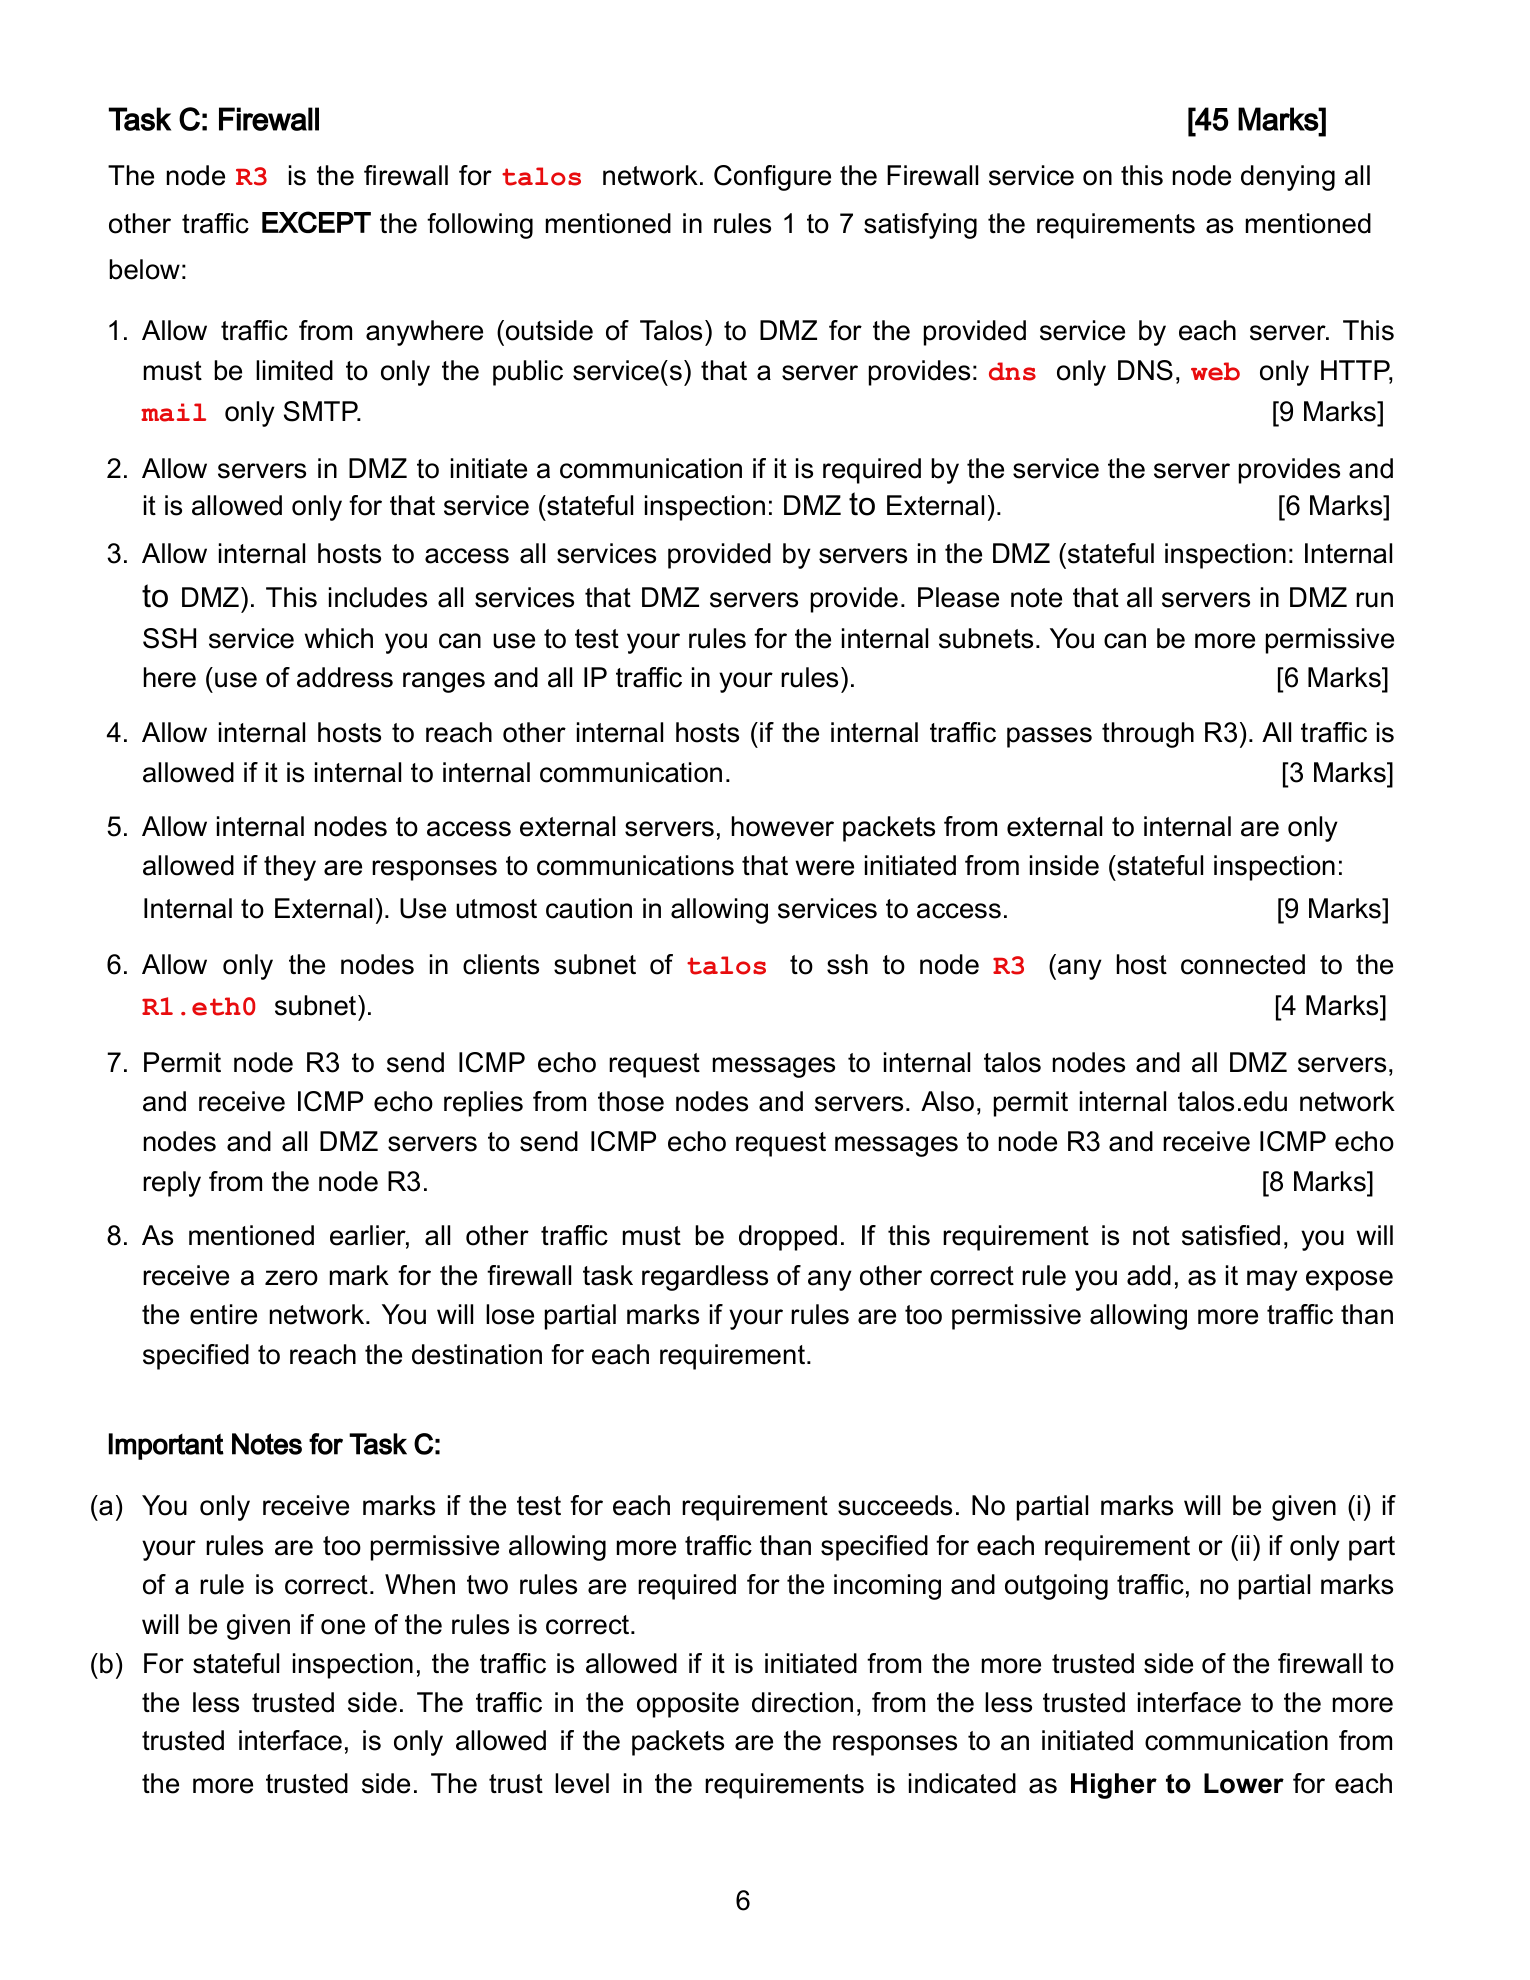 Task C: Firewall [45 Marks]
The node R3 is the firewall for talos network. Configure the Firewall service on this node denying all
other traffic EXCEPT the following mentioned in rules 1 to 7 satisfying the requirements as mentioned
below:
1. Allow traffic from anywhere (outside of Talos) to DMZ for the provided service by each server. This
must be limited to only the public service(s) that a server provides: dns only DNS, web only HTTP,
mail only SMTP. [9 Marks]
2. Allow servers in DMZ to initiate a communication if it is required by the service the server provides and
it is allowed only for that service (stateful inspection: DMZ to External). [6 Marks]
3. Allow internal hosts to access all services provided by servers in the DMZ (stateful inspection: Internal
to DMZ). This includes all services that DMZ servers provide. Please note that all servers in DMZ run
SSH service which you can use to test your rules for the internal subnets. You can be more permissive
here (use of address ranges and all IP traffic in your rules). [6 Marks]
4. Allow internal hosts to reach other internal hosts (if the internal traffic passes through R3). All traffic is
allowed if it is internal to internal communication. [3 Marks]
5. Allow internal nodes to access external servers, however packets from external to internal are only
allowed if they are responses to communications that were initiated from inside (stateful inspection:
Internal to External). Use utmost caution in allowing services to access. [9 Marks]
6. Allow only the nodes in clients subnet of talos to ssh to node R3 (any host connected to the
R1.eth0 subnet). [4 Marks]
7. Permit node R3 to send ICMP echo request messages to internal talos nodes and all DMZ servers,
and receive ICMP echo replies from those nodes and servers. Also, permit internal talos.edu network
nodes and all DMZ servers to send ICMP echo request messages to node R3 and receive ICMP echo
reply from the node R3. [8 Marks]
8. As mentioned earlier, all other traffic must be dropped. If this requirement is not satisfied, you will
receive a zero mark for the firewall task regardless of any other correct rule you add, as it may expose
the entire network. You will lose partial marks if your rules are too permissive allowing more traffic than
specified to reach the destination for each requirement.
Important Notes for Task C:
(a) You only receive marks if the test for each requirement succeeds. No partial marks will be given (i) if
your rules are too permissive allowing more traffic than specified for each requirement or (ii) if only part
of a rule is correct. When two rules are required for the incoming and outgoing traffic, no partial marks
will be given if one of the rules is correct.
(b) For stateful inspection, the traffic is allowed if it is initiated from the more trusted side of the firewall to
the less trusted side. The traffic in the opposite direction, from the less trusted interface to the more
trusted interface, is only allowed if the packets are the responses to an initiated communication from
the more trusted side. The trust level in the requirements is indicated as Higher to Lower for each
6